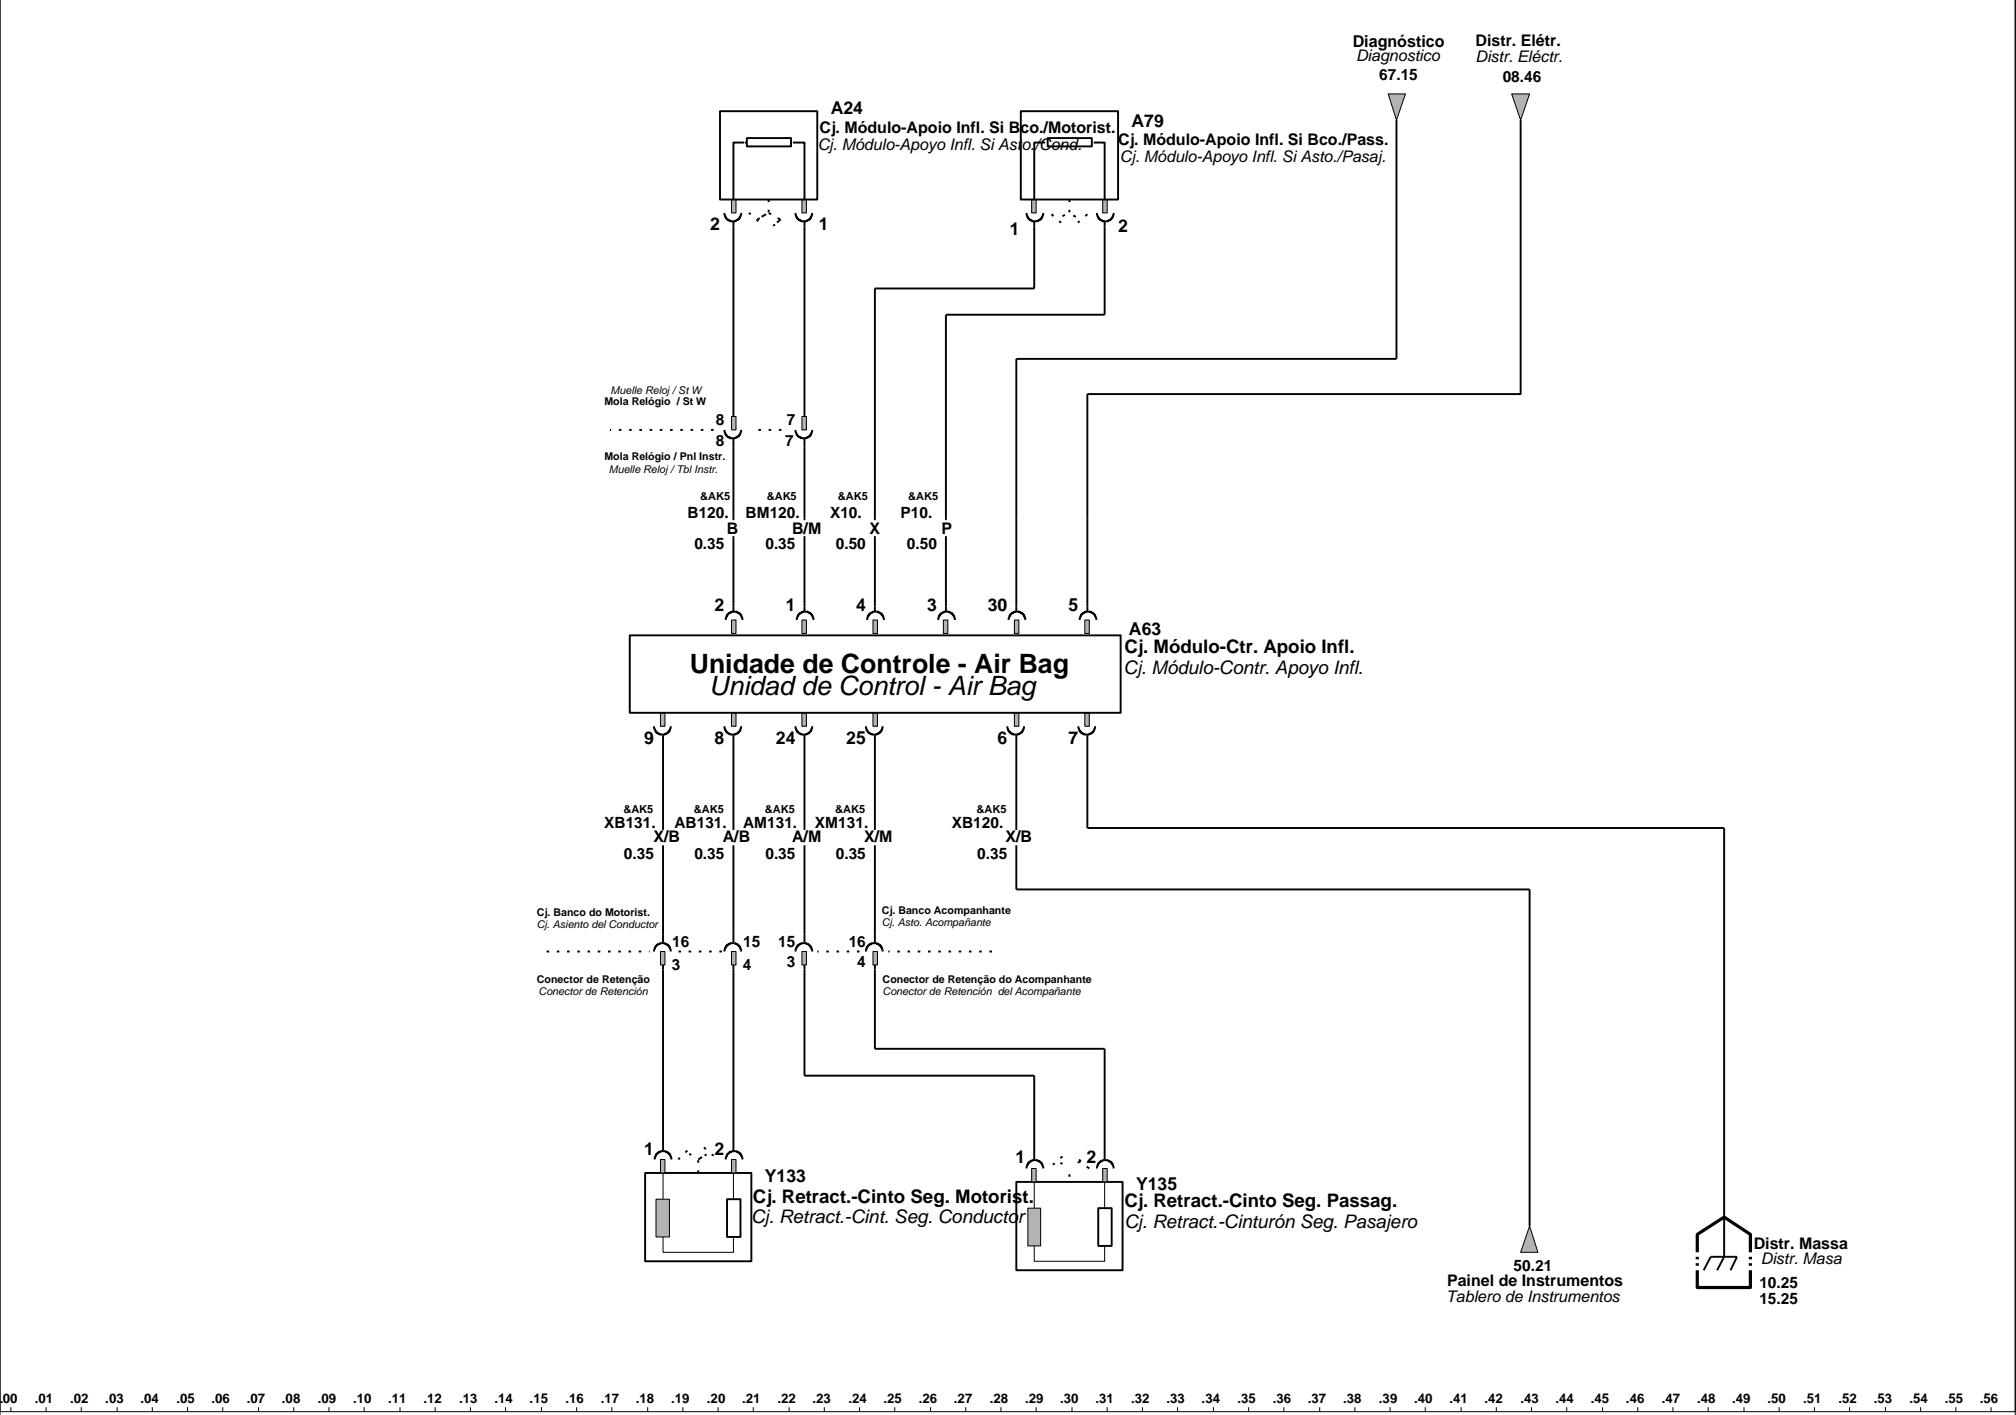 Diagnóstico
Diagnostico
67.15
Distr. Elétr.
Distr. Eléctr.
08.46
A24
Cj. Módulo-Apoio Infl. Si Bco./Motorist.
Cj. Módulo-Apoyo Infl. Si Asto./Cond.
A79
Cj. Módulo-Apoio Infl. Si Bco./Pass.
Cj. Módulo-Apoyo Infl. Si Asto./Pasaj.
2 1 1 2
Muelle Reloj / St W
Mola Relógio / St W
8 7
8 7
Mola Relógio / Pnl Instr.
Muelle Reloj / Tbl Instr.
&AK5 &AK5 &AK5 &AK5
B120. BM120. X10. P10.
B B/M X P
0.35 0.35 0.50 0.50
2 1 4 3 30 5
A63
Cj. Módulo-Ctr. Apoio Infl.
Cj. Módulo-Contr. Apoyo Infl.
Unidade de Controle - Air Bag
Unidad de Control - Air Bag
9 8 24 25 6 7
&AK5 &AK5 &AK5 &AK5 &AK5
XB131. AB131. AM131. XM131. XB120.
X/B A/B A/M X/M X/B
0.35 0.35 0.35 0.35 0.35
Cj. Banco do Motorist.
Cj. Asiento del Conductor
Cj. Banco Acompanhante
Cj. Asto. Acompañante
16 15 15 16
3 4 3 4
Conector de Retenção
Conector de Retención
Conector de Retenção do Acompanhante
Conector de Retención del Acompañante
1 2 1 2
Y133
Cj. Retract.-Cinto Seg. Motorist.
Cj. Retract.-Cint. Seg. Conductor
Y135
Cj. Retract.-Cinto Seg. Passag.
Cj. Retract.-Cinturón Seg. Pasajero
50.21
Painel de Instrumentos
Tablero de Instrumentos
Distr. Massa
Distr. Masa
10.25
15.25
.00 .01 .02 .03 .04 .05 .06 .07 .08 .09 .10 .11 .12 .13 .14 .15 .16 .17 .18 .19 .20 .21 .22 .23 .24 .25 .26 .27 .28 .29 .30 .31 .32 .33 .34 .35 .36 .37 .38 .39 .40 .41 .42 .43 .44 .45 .46 .47 .48 .49 .50 .51 .52 .53 .54 .55 .56